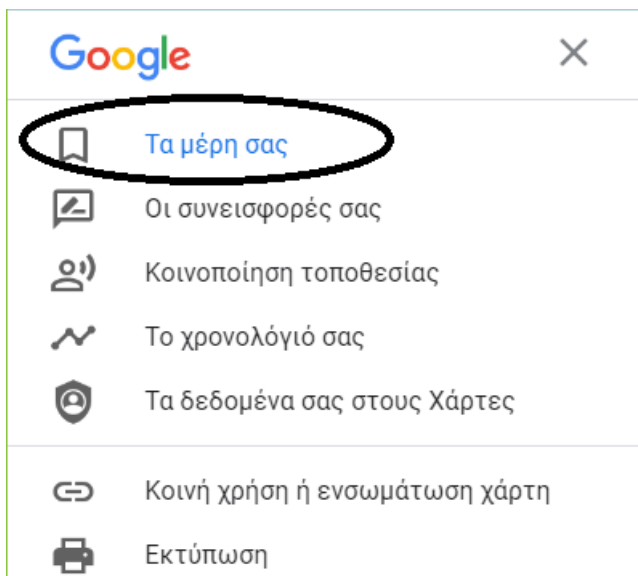 Google
Τα μέρη σας
Οι συνεισφορές σας
Κοινοποίηση τοποθεσίας
Το χρονολόγιό σας
Τα δεδομένα σας στους Χάρτες
Κοινή χρήση ή ενσωμάτωση χάρτη
Εκτύπωση